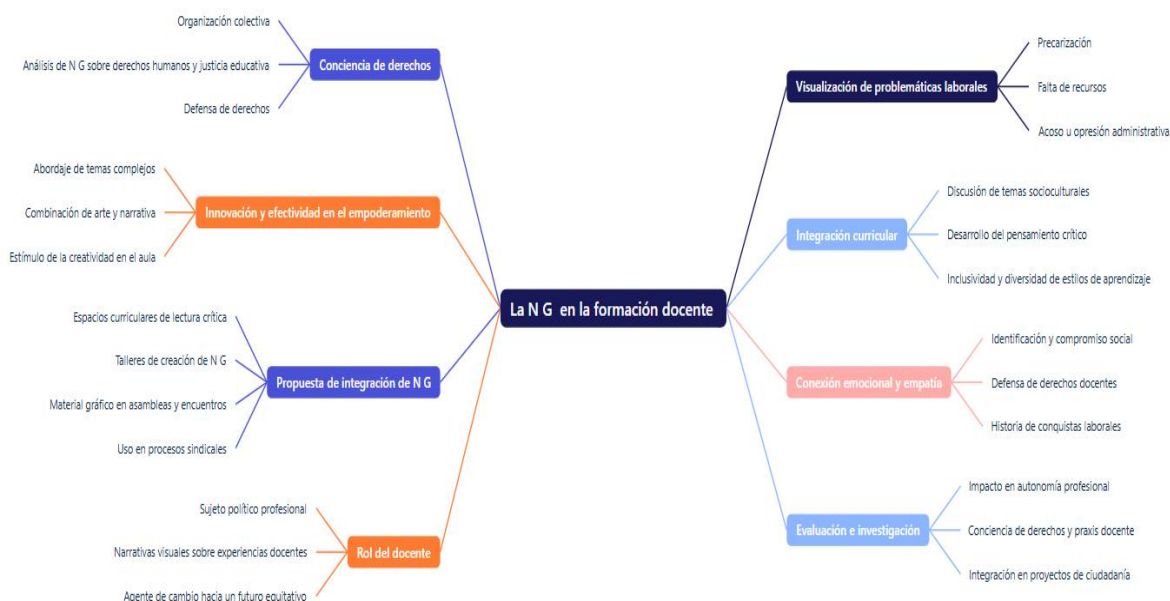 La N G en la formación docente
Conciencia de derechos
Organización colectiva
Análisis de N G sobre derechos humanos y justicia educativa
Defensa de derechos
Innovación y efectividad en el empoderamiento
Abordaje de temas complejos
Combinación de arte y narrativa
Estímulo de la creatividad en el aula
Propuesta de integración de N G
Espacios curriculares de lectura crítica
Talleres de creación de N G
Material gráfico en asambleas y encuentros
Uso en procesos sindicales
Rol del docente
Sujeto político profesional
Narrativas visuales sobre experiencias docentes
Agente de cambio hacia un futuro equitativo
Visualización de problemáticas laborales
Precarización
Falta de recursos
Acoso u opresión administrativa
Integración curricular
Discusión de temas socioculturales
Desarrollo del pensamiento crítico
Inclusividad y diversidad de estilos de aprendizaje
Conexión emocional y empatía
Identificación y compromiso social
Defensa de derechos docentes
Historia de conquistas laborales
Evaluación e investigación
Impacto en autonomía profesional
Conciencia de derechos y praxis docente
Integración en proyectos de ciudadanía